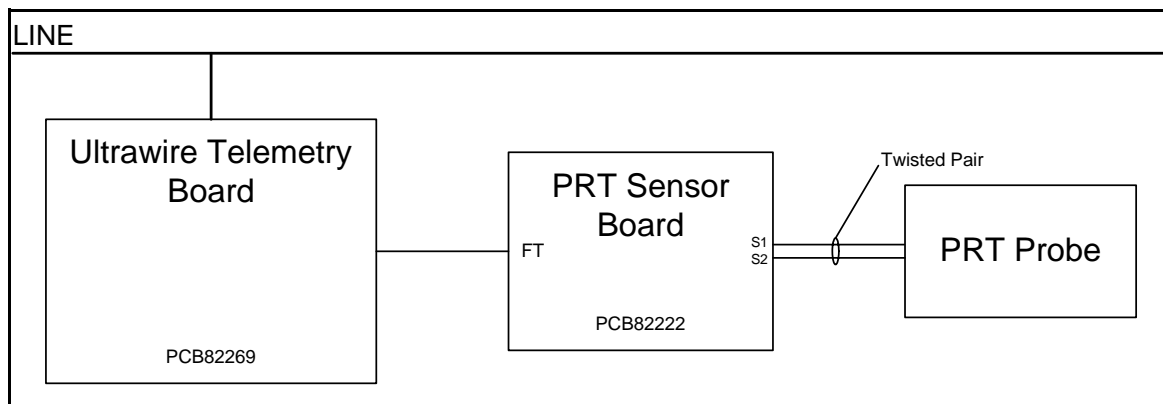 LINE
Ultrawire Telemetry
Board
PCB82269
PRT Sensor
Board
FT
S1
S2
PCB82222
Twisted Pair
PRT Probe